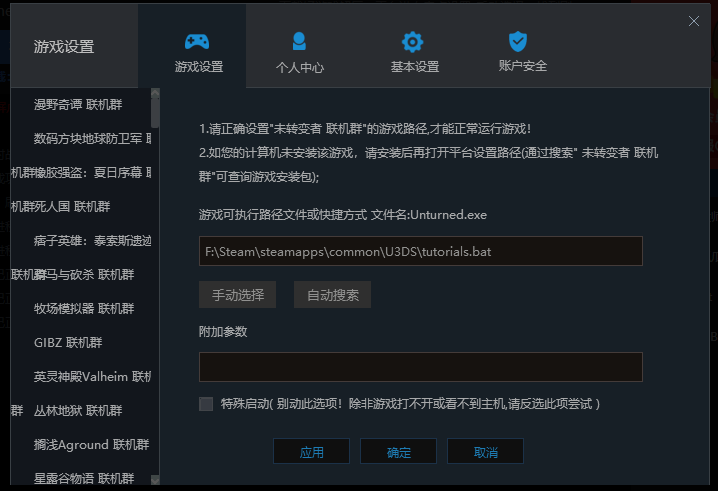 游戏设置
游戏设置
个人中心
基本设置
账户安全
漫野奇谭 联机群
数码方块地球防卫军 联
机群橡胶强盗：夏日序幕 联
机群死人国 联机群
痞子英雄：泰索斯遗迹
联机群骑马与砍杀 联机群
牧场模拟器 联机群
GIBZ 联机群
英灵神殿Valheim 联机
群 丛林地狱 联机群
搁浅Aground 联机群
星露谷物语 联机群
1.请正确设置"未转变者 联机群"的游戏路径,才能正常运行游戏！
2.如您的计算机未安装该游戏，请安装后再打开平台设置路径(通过搜索" 未转变者 联机
群"可查询游戏安装包);
游戏可执行路径文件或快捷方式 文件名:Unturned.exe
F:\Steam\steamapps\common\U3DS\tutorials.bat
手动选择
自动搜索
附加参数
特殊启动( 别动此选项！除非游戏打不开或看不到主机,请反选此项尝试 )
应用
确定
取消